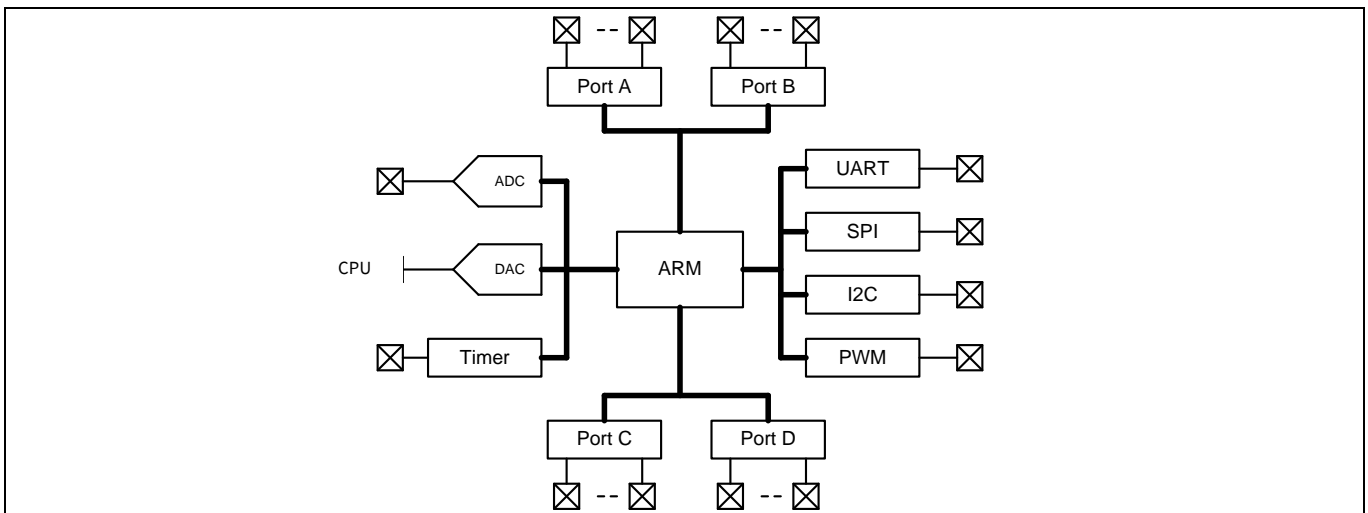 Port A
Port B
ADC
UART
SPI
CPU
DAC
ARM
I2C
Timer
PWM
Port C
Port D